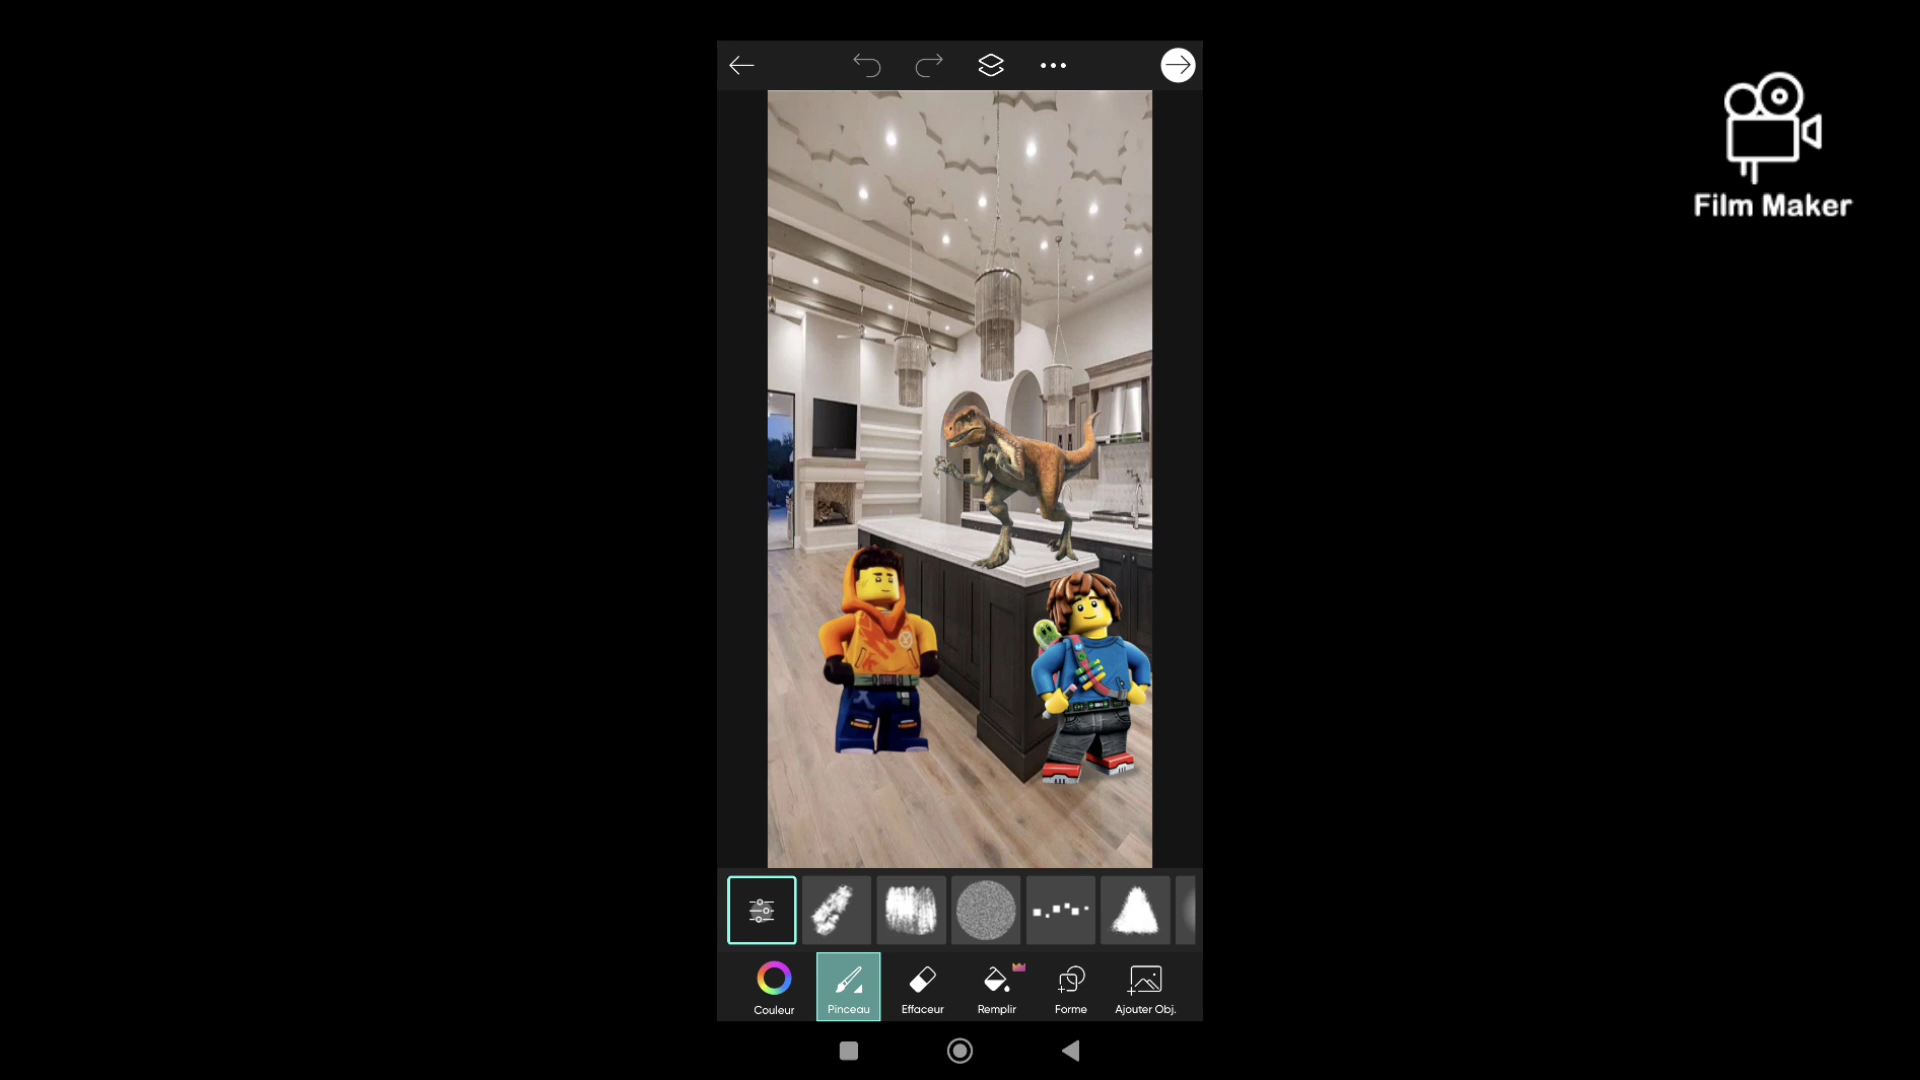 Film Maker
Couleur
Pinceau
Effaceur
Remplir
Forme
Ajouter Obj.